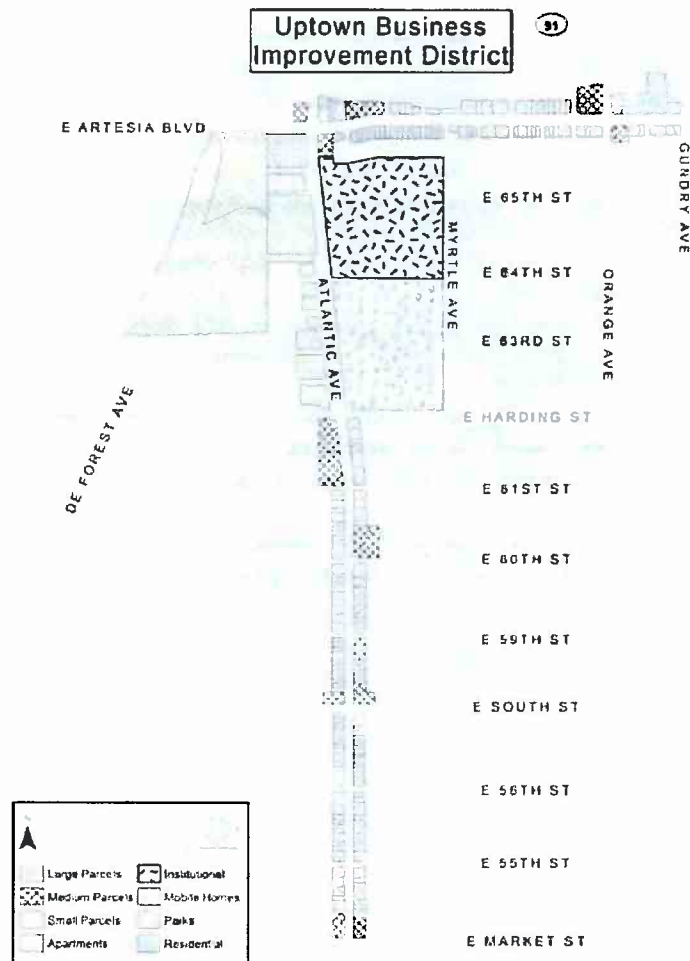 Uptown Business
Improvement District
91
E ARTESIA BLVD
GUNDRY AVE
E 65TH ST
MYRTLE AVE
E 64TH ST
ORANGE AVE
ATLANTIC AVE
E 63RD ST
DE FOREST AVE
E HARDING ST
E 61ST ST
E 60TH ST
E 59TH ST
E SOUTH ST
E 56TH ST
E 55TH ST
E MARKET ST
Large Parcels
Institutional
Medium Parcels
Mobile Homes
Small Parcels
Parks
Apartments
Residential